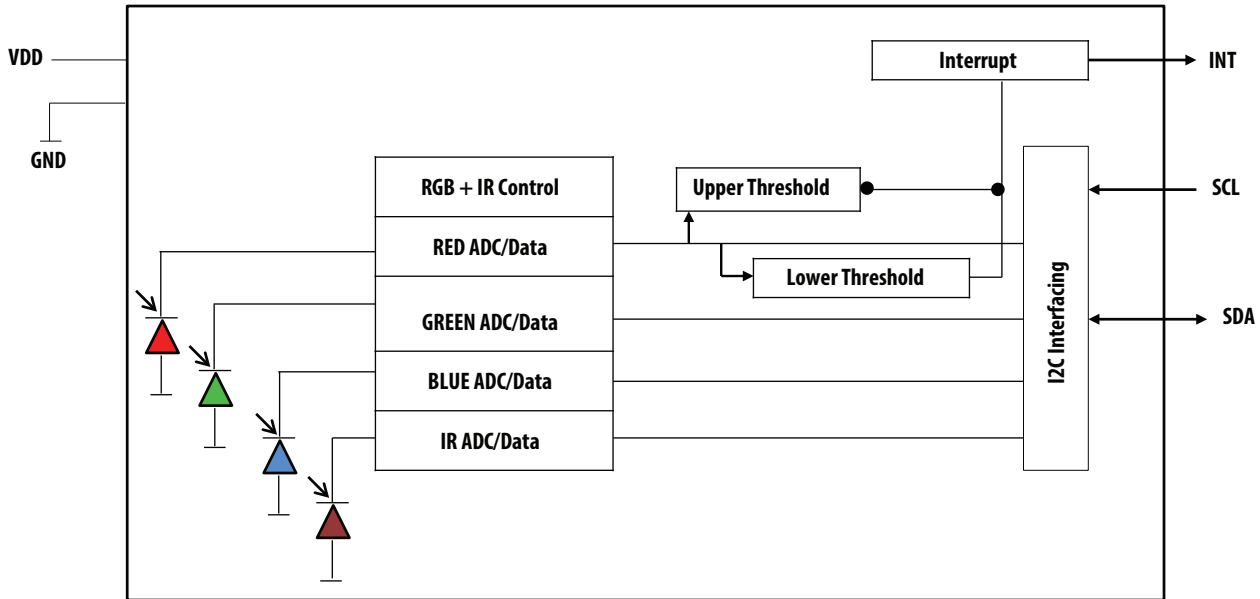 VDD
GND
Interrupt
INT
RGB + IR Control
Upper Threshold
SCL
RED ADC/Data
Lower Threshold
GREEN ADC/Data
I2C Interfacing
SDA
BLUE ADC/Data
IR ADC/Data